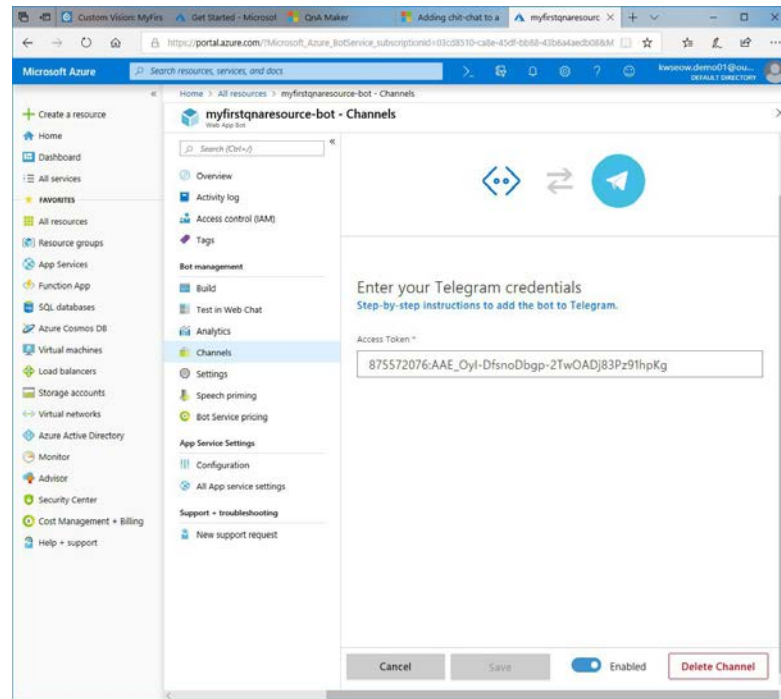 Custom Vision: MyFirs
Get Started - Microsof
QnA Maker
Adding chit-chat to a
myfirstqnaresourc
https://portal.azure.com/?Microsoft_Azure_BotService_subscriptionId=03cd8510-ca8e-45df-bb88-43b6a4aedb08&M
Microsoft Azure
Search resources, services, and docs
kwseow.demo01@ou...
DEFAULT DIRECTORY
Home > All resources > myfirstqnaresource-bot - Channels
Create a resource
Home
Dashboard
All services
FAVORITES
All resources
Resource groups
App Services
Function App
SQL databases
Azure Cosmos DB
Virtual machines
Load balancers
Storage accounts
Virtual networks
Azure Active Directory
Monitor
Advisor
Security Center
Cost Management + Billing
Help + support
myfirstqnaresource-bot - Channels
Web App Bot
Search (Ctrl+/)
Overview
Activity log
Access control (IAM)
Tags
Bot management
Build
Test in Web Chat
Analytics
Channels
Settings
Speech priming
Bot Service pricing
App Service Settings
Configuration
All App service settings
Support + troubleshooting
New support request
Enter your Telegram credentials
Step-by-step instructions to add the bot to Telegram.
Access Token *
875572076:AAE_OyI-DfsnoDbgp-2TwOADj83Pz91hpKg
Cancel
Save
Enabled
Delete Channel